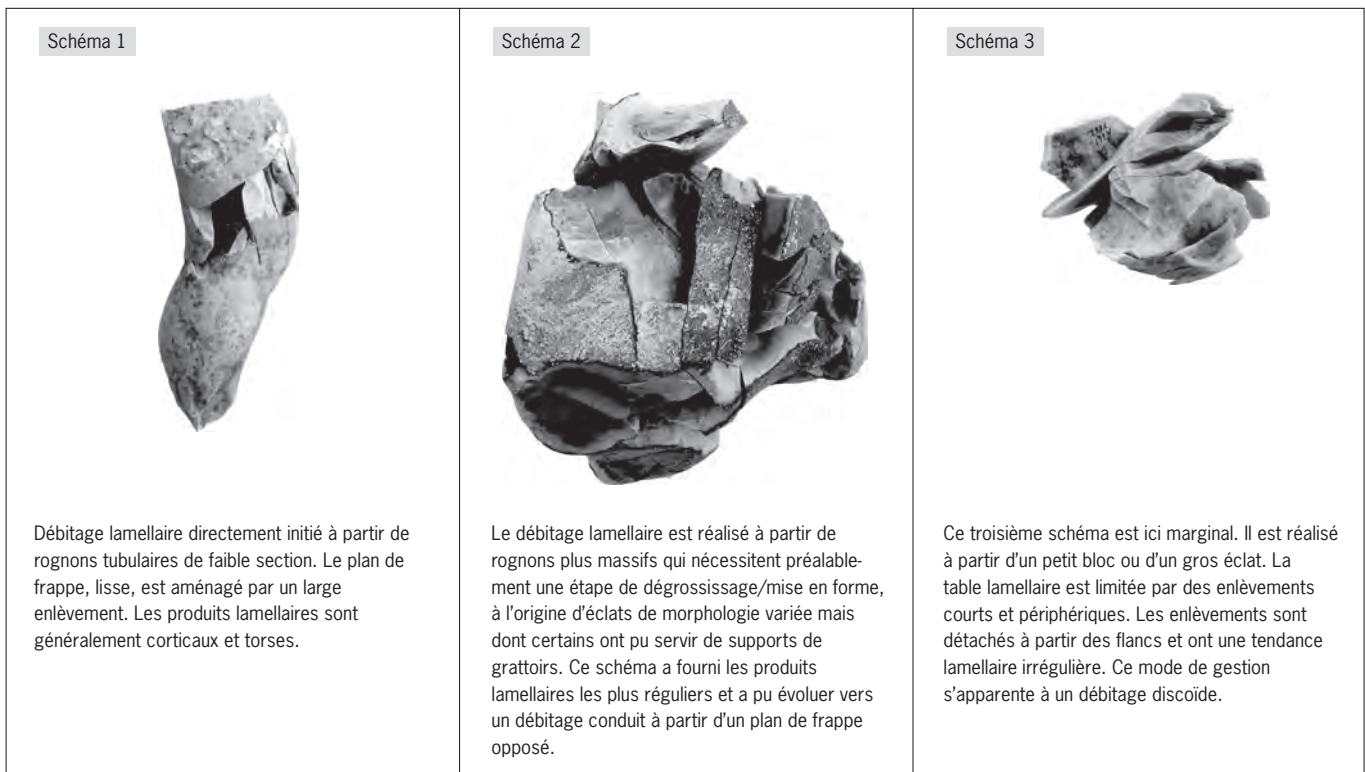 Schéma 1
Débitage lamellaire directement initié à partir de
rognons tubulaires de faible section. Le plan de
frappe, lisse, est aménagé par un large
enlèvement. Les produits lamellaires sont
généralement corticaux et torses.
Schéma 2
Le débitage lamellaire est réalisé à partir de
rognons plus massifs qui nécessitent préalable-
ment une étape de dégrossissage/mise en forme,
à l’origine d’éclats de morphologie variée mais
dont certains ont pu servir de supports de
grattoirs. Ce schéma a fourni les produits
lamellaires les plus réguliers et a pu évoluer vers
un débitage conduit à partir d’un plan de frappe
opposé.
Schéma 3
Ce troisième schéma est ici marginal. Il est réalisé
à partir d’un petit bloc ou d’un gros éclat. La
table lamellaire est limitée par des enlèvements
courts et périphériques. Les enlèvements sont
détachés à partir des flancs et ont une tendance
lamellaire irrégulière. Ce mode de gestion
s’apparente à un débitage discoïde.